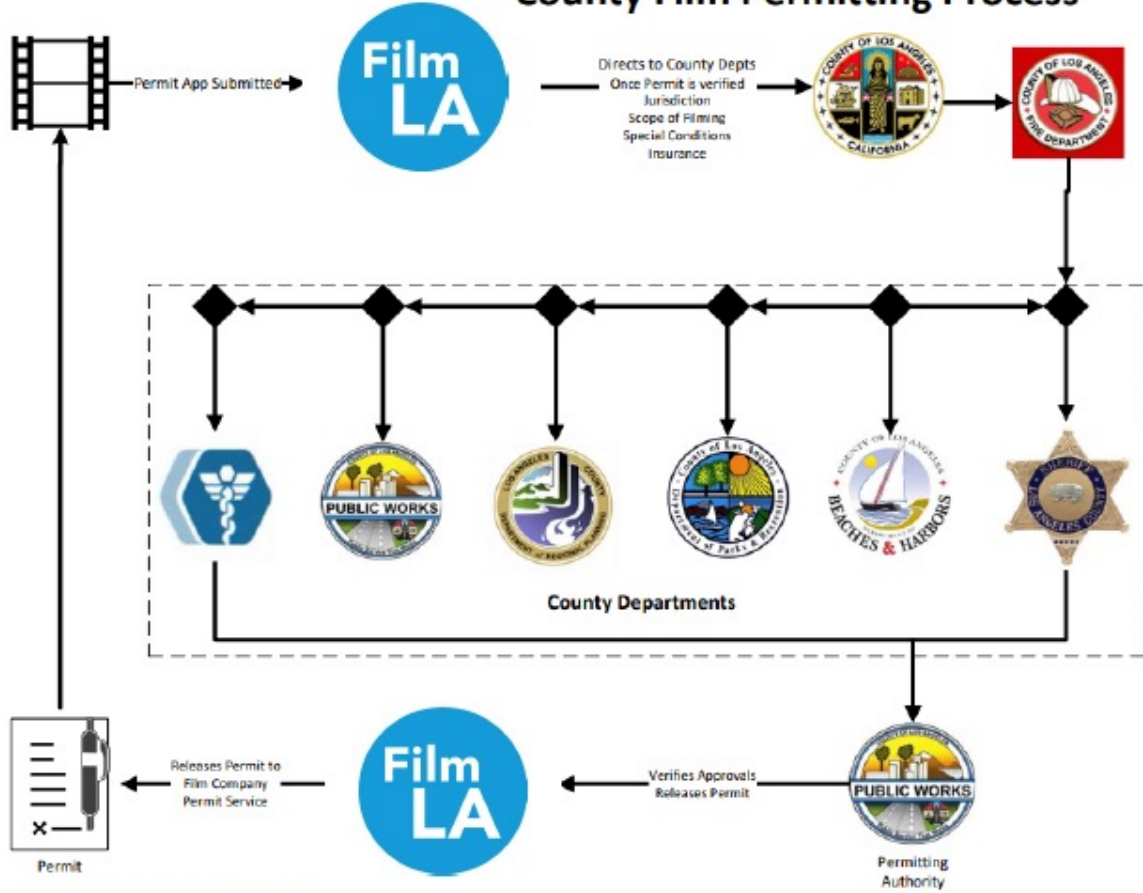 County Film Permitting Process
Permit App Submitted
Film
LA
Directs to County Depts
Once Permit is verified
Jurisdiction
Scope of Filming
Special Conditions
Insurance
COUNTY OF LOS ANGELES
CALIFORNIA
COUNTY OF LOS ANGELES
FIRE DEPARTMENT
PUBLIC WORKS
LOS ANGELES COUNTY
DEPARTMENT of REGIONAL PLANNING
County of Los Angeles
Department of Parks & Recreation
COUNTY OF LOS ANGELES
BEACHES & HARBORS
SHERIFF
LOS ANGELES COUNTY
County Departments
Permit
Releases Permit to
Film Company
Permit Service
Film
LA
Verifies Approvals
Releases Permit
PUBLIC WORKS
Permitting
Authority